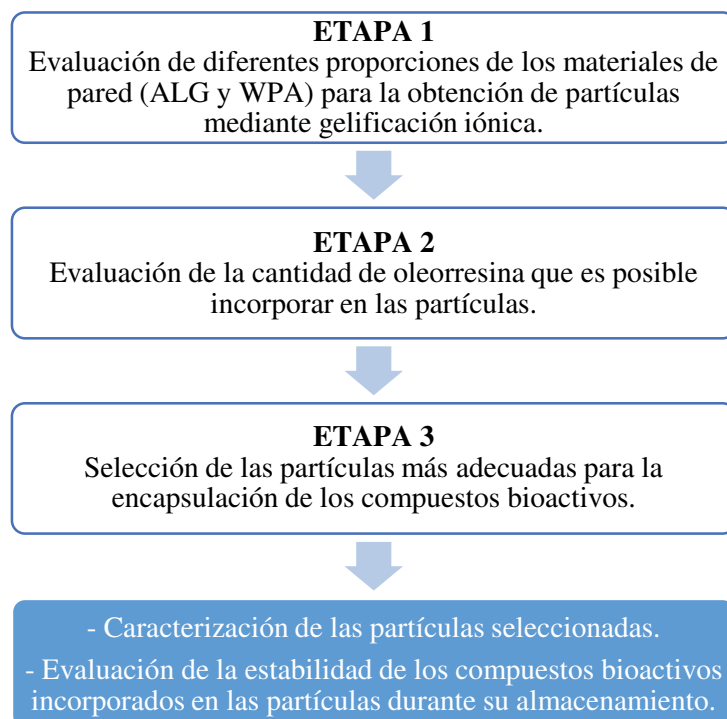 ETAPA 1
Evaluación de diferentes proporciones de los materiales de
pared (ALG y WPA) para la obtención de partículas
mediante gelificación iónica.
ETAPA 2
Evaluación de la cantidad de oleorresina que es posible
incorporar en las partículas.
ETAPA 3
Selección de las partículas más adecuadas para la
encapsulación de los compuestos bioactivos.
- Caracterización de las partículas seleccionadas.
- Evaluación de la estabilidad de los compuestos bioactivos
incorporados en las partículas durante su almacenamiento.